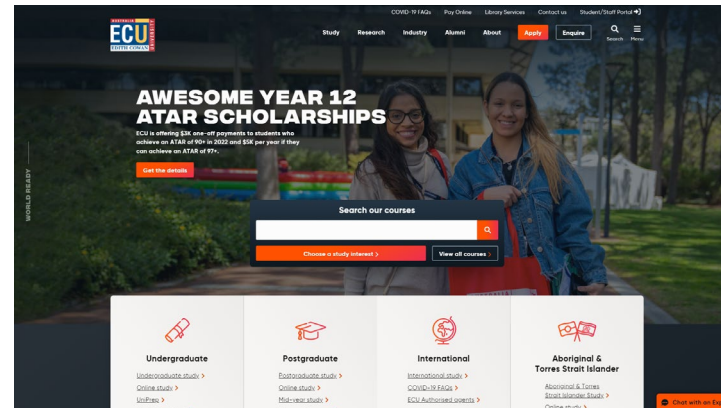 COVID-19 FAQs Pay Online Library Services Contact us Student/Staff Portal
AUSTRALIA
ECU
EDITH COWAN
UNIVERSITY
Study Research Industry Alumni About Apply Enquire Search Menu
AWESOME YEAR 12
ATAR SCHOLARSHIPS
ECU is offering $3K one-off payments to students who
achieve an ATAR of 90+ in 2022 and $5K per year if they
can achieve an ATAR of 97+.
Get the details
WORLD READY
Search our courses
Choose a study interest > View all courses >
Undergraduate
Undergraduate study >
Online study >
UniPrep >
Postgraduate
Postgraduate study >
Online study >
Mid-year study >
International
International study >
COVID-19 FAQs >
ECU Authorised agents >
Aboriginal &
Torres Strait Islander
Aboriginal & Torres
Strait Islander Study >
Online study >
Chat with an Exp